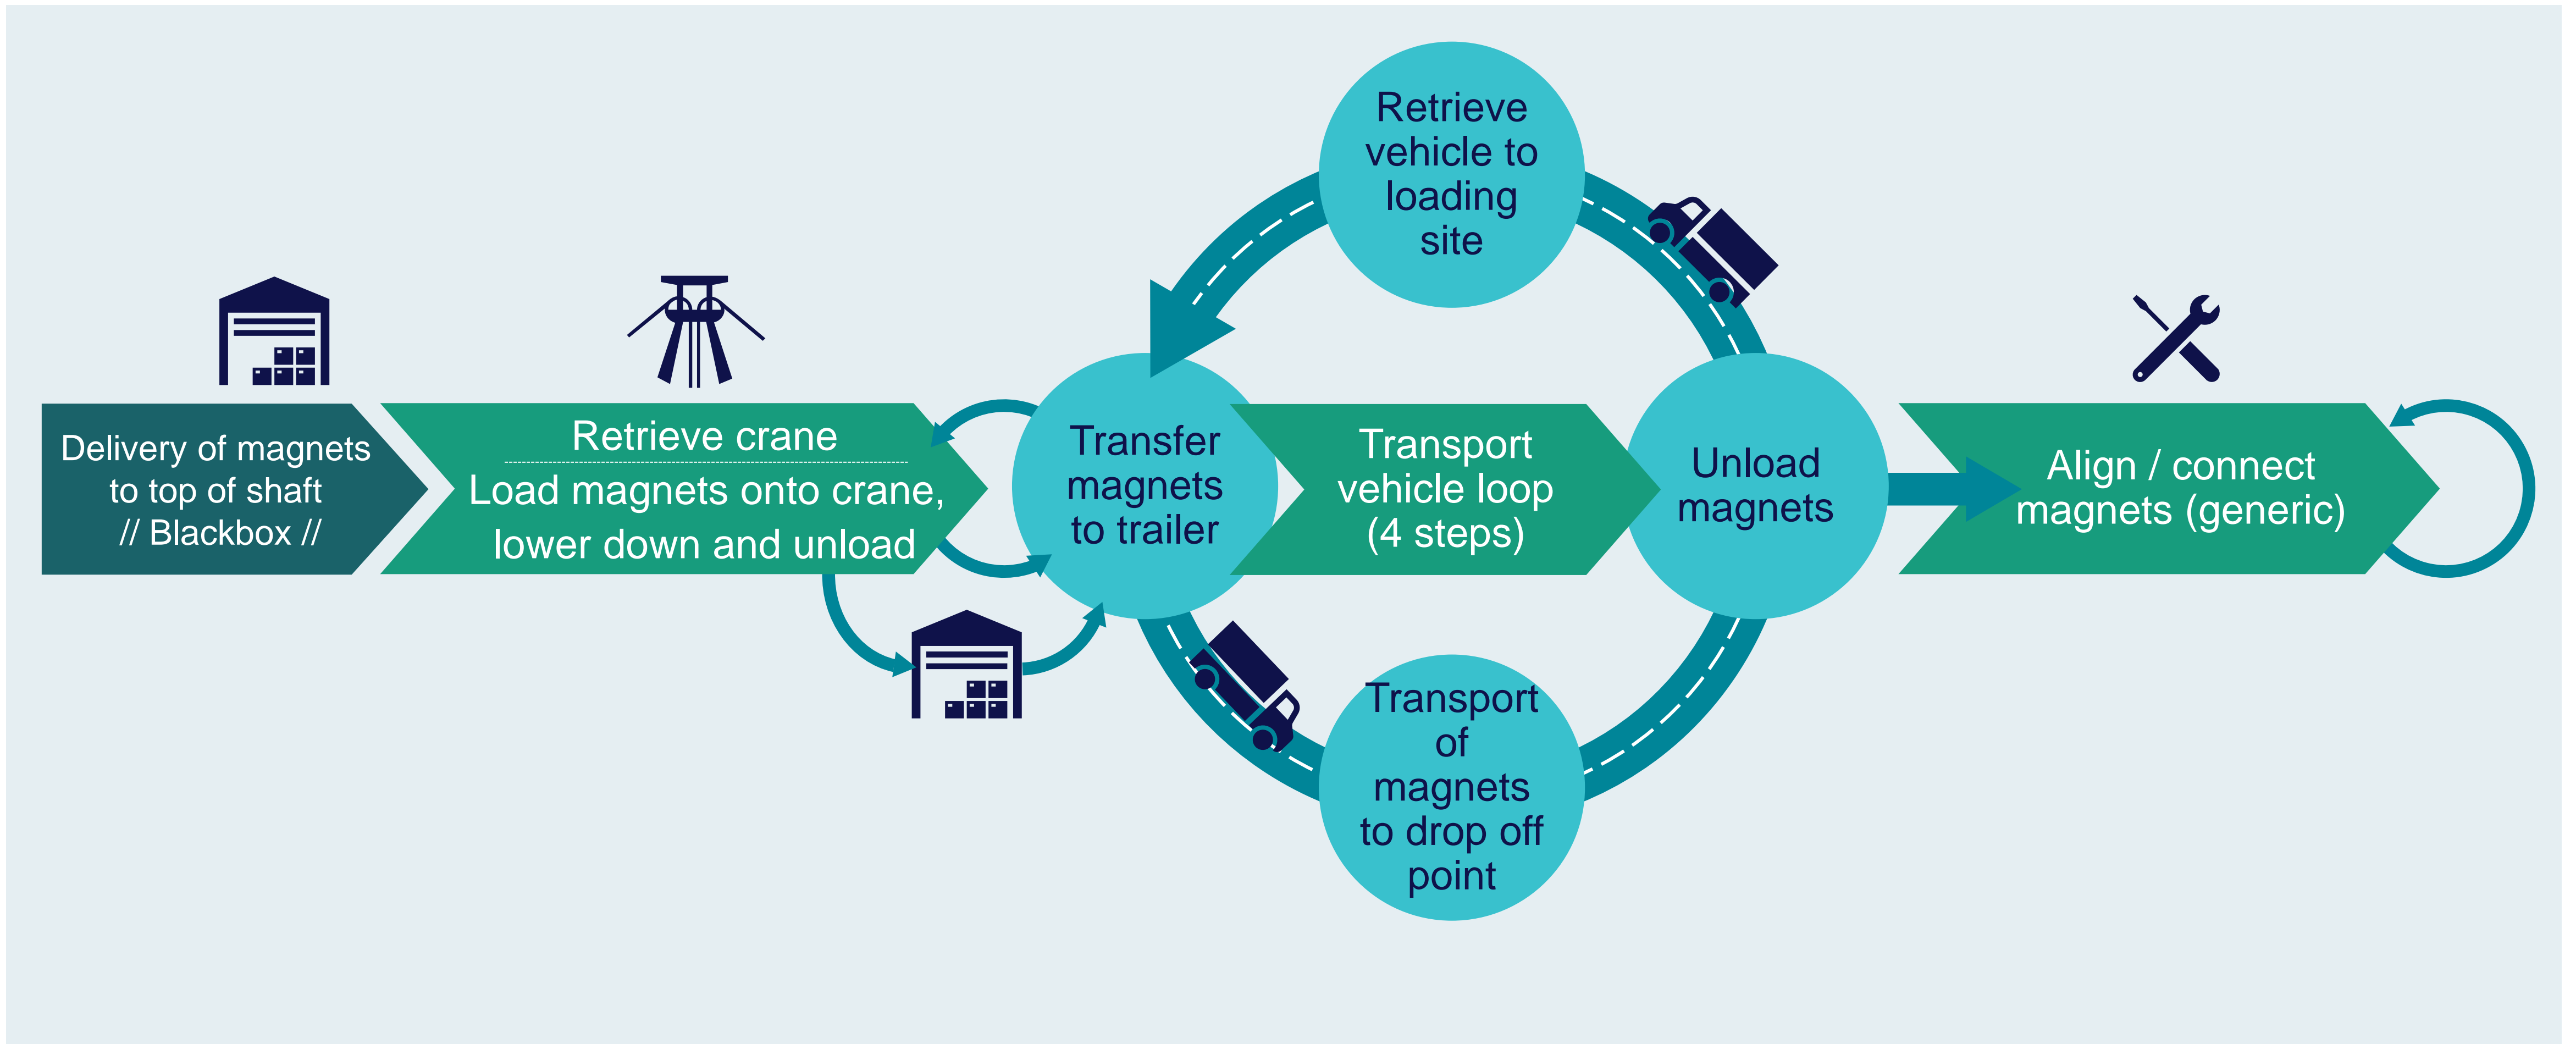 Delivery of magnets
to top of shaft
// Blackbox //
Retrieve crane
Load magnets onto crane,
lower down and unload
Transfer
magnets
to trailer
Retrieve
vehicle to
loading
site
Transport
vehicle loop
(4 steps)
Transport
of
magnets
to drop off
point
Unload
magnets
Align / connect
magnets (generic)